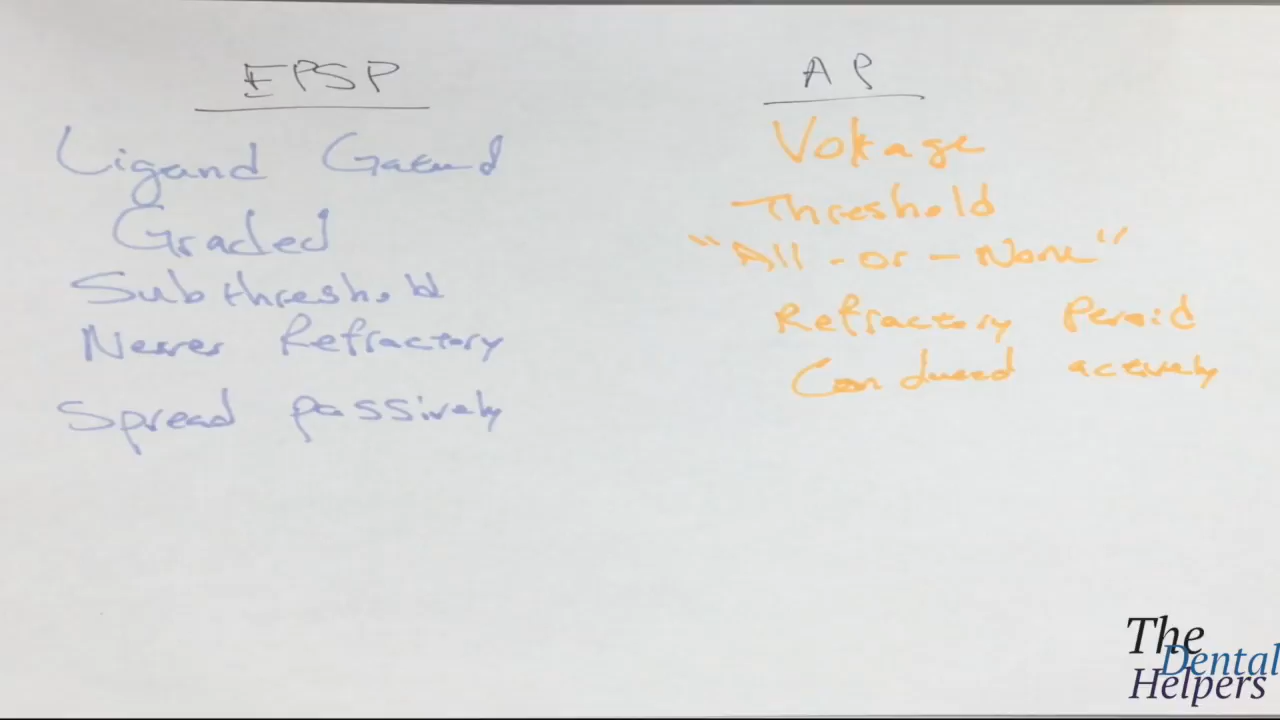 EPSP
Ligand Gated
Graded
Subthreshold
Never Refractory
Spread passively
AP
Voltage
Threshold
"All-or-None"
Refractory Peroid
Conducted actively
The
Dental
Helpers